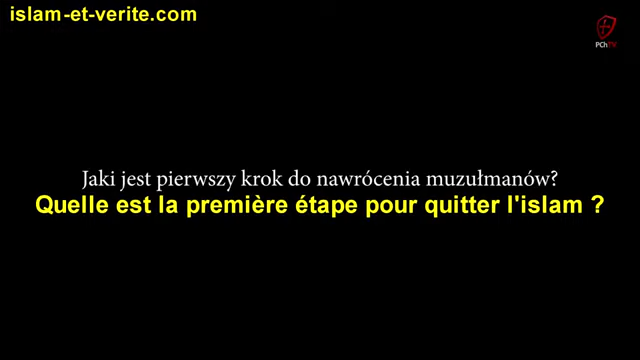 islam-et-verite.com
PChTV
Jaki jest pierwszy krok do nawrócenia muzułmanów?
Quelle est la première étape pour quitter l'islam ?